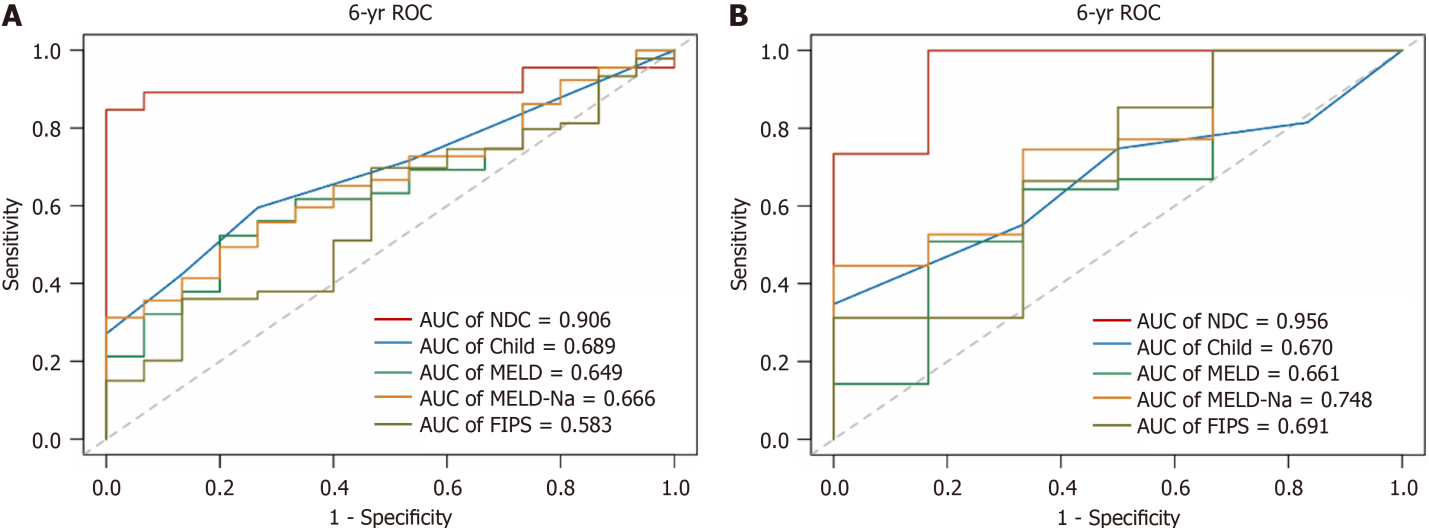 A
6-yr ROC
1.0
0.8
0.6
0.4
0.2
0.0
Sensitivity
AUC of NDC = 0.906
AUC of Child = 0.689
AUC of MELD = 0.649
AUC of MELD-Na = 0.666
AUC of FIPS = 0.583
0.0 0.2 0.4 0.6 0.8 1.0
1 - Specificity
B
6-yr ROC
1.0
0.8
0.6
0.4
0.2
0.0
Sensitivity
AUC of NDC = 0.956
AUC of Child = 0.670
AUC of MELD = 0.661
AUC of MELD-Na = 0.748
AUC of FIPS = 0.691
0.0 0.2 0.4 0.6 0.8 1.0
1 - Specificity